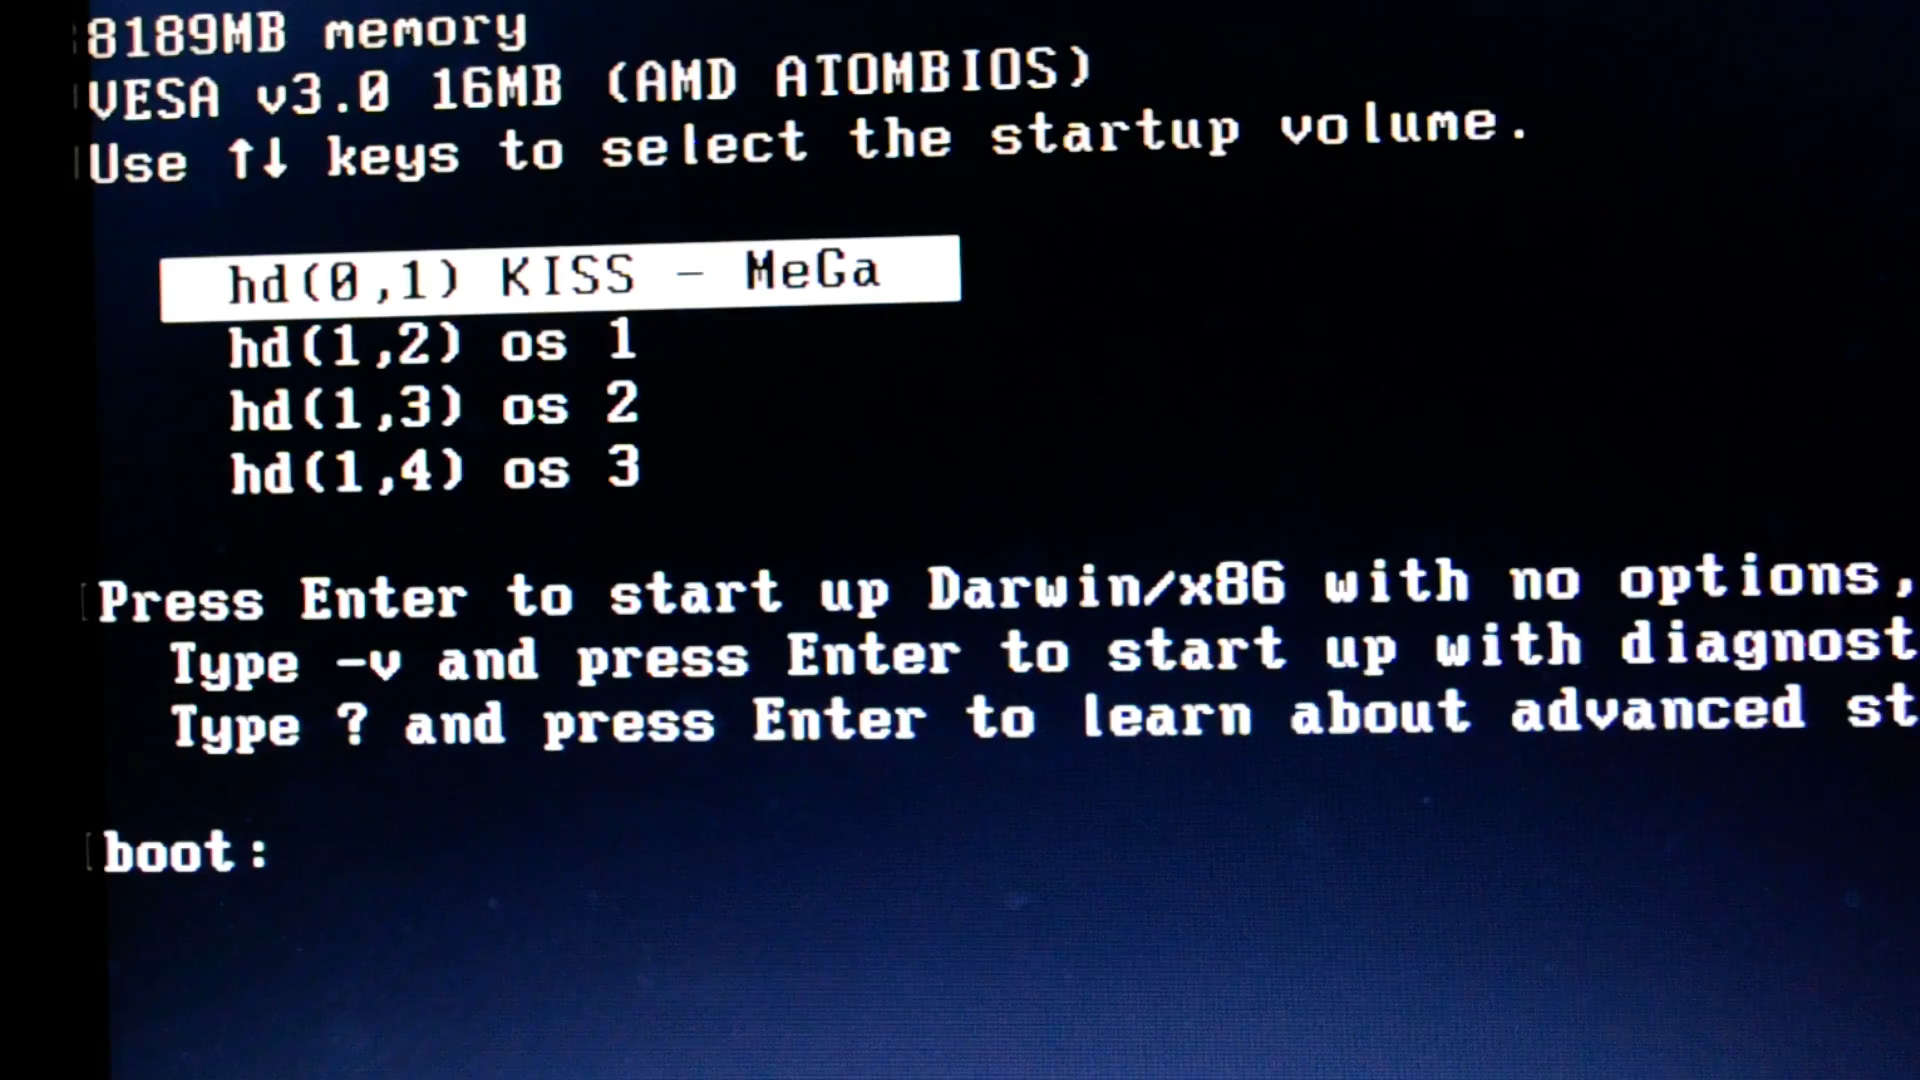 8189MB memory
VESA v3.0 16MB (AMD ATOMBIOS)
Use ↑↓ keys to select the startup volume.
hd(0,1) KISS - MeGa
hd(1,2) os 1
hd(1,3) os 2
hd(1,4) os 3
Press Enter to start up Darwin/x86 with no options,
Type -v and press Enter to start up with diagnost
Type ? and press Enter to learn about advanced st
boot: